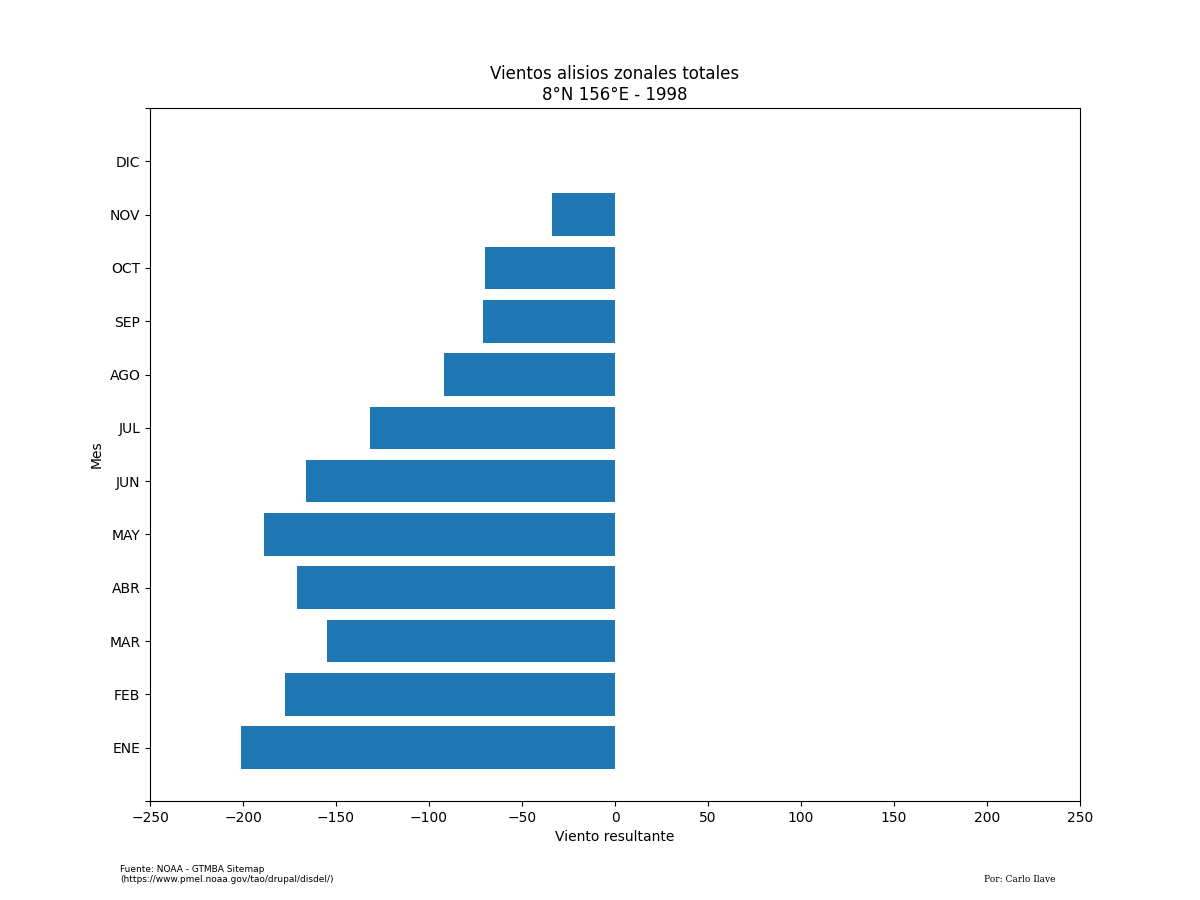 Vientos alisios zonales totales
8°N 156°E - 1998
DIC
NOV
OCT
SEP
AGO
JUL
JUN
MAY
ABR
MAR
FEB
ENE
Mes
−250 −200 −150 −100 −50 0 50 100 150 200 250
Viento resultante
Fuente: NOAA - GTMBA Sitemap
(https://www.pmel.noaa.gov/tao/drupal/disdel/)
Por: Carlo Ilave